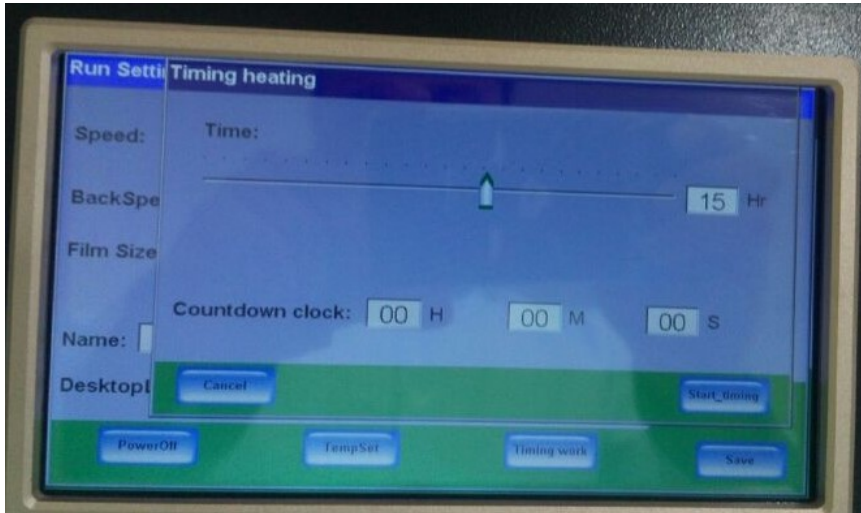 Run Setti
Timing heating
Speed:
Time:
BackSpe
15 Hr
Film Size
Countdown clock: 00 H 00 M 00 S
Name:
Desktop
Cancel
Start_timing
PowerOff
TempSet
Timing work
Save